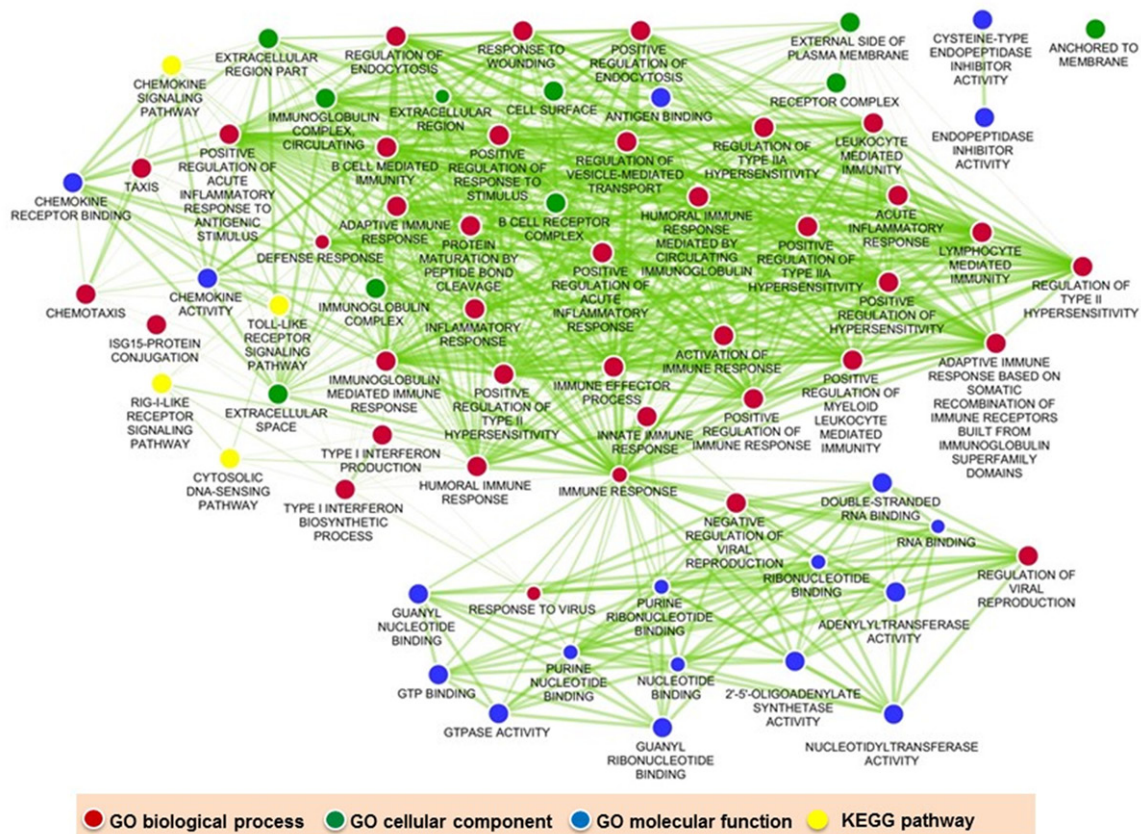 EXTRACELLULAR
REGION PART
REGULATION OF
ENDOCYTOSIS
RESPONSE TO
WOUNDING
POSITIVE
REGULATION OF
ENDOCYTOSIS
EXTERNAL SIDE OF
PLASMA MEMBRANE
CYSTEINE-TYPE
ENDOPEPTIDASE
INHIBITOR
ACTIVITY
ANCHORED TO
MEMBRANE
CHEMOKINE
SIGNALING
PATHWAY
IMMUNOGLOBULIN
COMPLEX,
CIRCULATING
EXTRACELLULAR
REGION
CELL SURFACE
ANTIGEN BINDING
RECEPTOR COMPLEX
ENDOPEPTIDASE
INHIBITOR
ACTIVITY
POSITIVE
REGULATION OF
ACUTE
INFLAMMATORY
RESPONSE TO
ANTIGENIC
STIMULUS
B CELL MEDIATED
IMMUNITY
POSITIVE
REGULATION OF
RESPONSE TO
STIMULUS
REGULATION OF
VESICLE-MEDIATED
TRANSPORT
REGULATION OF
TYPE IIA
HYPERSENSITIVITY
LEUKOCYTE
MEDIATED
IMMUNITY
TAXIS
CHEMOKINE
RECEPTOR BINDING
ADAPTIVE IMMUNE
RESPONSE
B CELL RECEPTOR
COMPLEX
HUMORAL IMMUNE
RESPONSE
MEDIATED BY
CIRCULATING
IMMUNOGLOBULIN
ACUTE
INFLAMMATORY
RESPONSE
DEFENSE RESPONSE
PROTEIN
MATURATION BY
PEPTIDE BOND
CLEAVAGE
POSITIVE
REGULATION OF
ACUTE
INFLAMMATORY
RESPONSE
POSITIVE
REGULATION OF
TYPE IIA
HYPERSENSITIVITY
LYMPHOCYTE
MEDIATED
IMMUNITY
REGULATION OF
TYPE II
HYPERSENSITIVITY
CHEMOTAXIS
CHEMOKINE
ACTIVITY
IMMUNOGLOBULIN
COMPLEX
INFLAMMATORY
RESPONSE
POSITIVE
REGULATION OF
HYPERSENSITIVITY
ISG15-PROTEIN
CONJUGATION
TOLL-LIKE
RECEPTOR
SIGNALING
PATHWAY
ACTIVATION OF
IMMUNE RESPONSE
RIG-I-LIKE
RECEPTOR
SIGNALING
PATHWAY
EXTRACELLULAR
SPACE
IMMUNOGLOBULIN
MEDIATED IMMUNE
RESPONSE
POSITIVE
REGULATION OF
TYPE II
HYPERSENSITIVITY
IMMUNE EFFECTOR
PROCESS
POSITIVE
REGULATION OF
IMMUNE RESPONSE
POSITIVE
REGULATION OF
MYELOID
LEUKOCYTE
MEDIATED
IMMUNITY
ADAPTIVE IMMUNE
RESPONSE BASED ON
SOMATIC
RECOMBINATION OF
IMMUNE RECEPTORS
BUILT FROM
IMMUNOGLOBULIN
SUPERFAMILY
DOMAINS
INNATE IMMUNE
RESPONSE
CYTOSOLIC
DNA-SENSING
PATHWAY
TYPE I INTERFERON
PRODUCTION
TYPE I INTERFERON
BIOSYNTHETIC
PROCESS
HUMORAL IMMUNE
RESPONSE
IMMUNE RESPONSE
NEGATIVE
REGULATION OF
VIRAL
REPRODUCTION
DOUBLE-STRANDED
RNA BINDING
RNA BINDING
RIBONUCLEOTIDE
BINDING
REGULATION OF
VIRAL
REPRODUCTION
GUANYL
NUCLEOTIDE
BINDING
RESPONSE TO VIRUS
PURINE
RIBONUCLEOTIDE
BINDING
ADENYLYLTRANSFERASE
ACTIVITY
GTP BINDING
PURINE
NUCLEOTIDE
BINDING
NUCLEOTIDE
BINDING
2'-5'-OLIGOADENYLATE
SYNTHETASE
ACTIVITY
GTPASE ACTIVITY
GUANYL
RIBONUCLEOTIDE
BINDING
NUCLEOTIDYLTRANSFERASE
ACTIVITY
GO biological process GO cellular component GO molecular function KEGG pathway